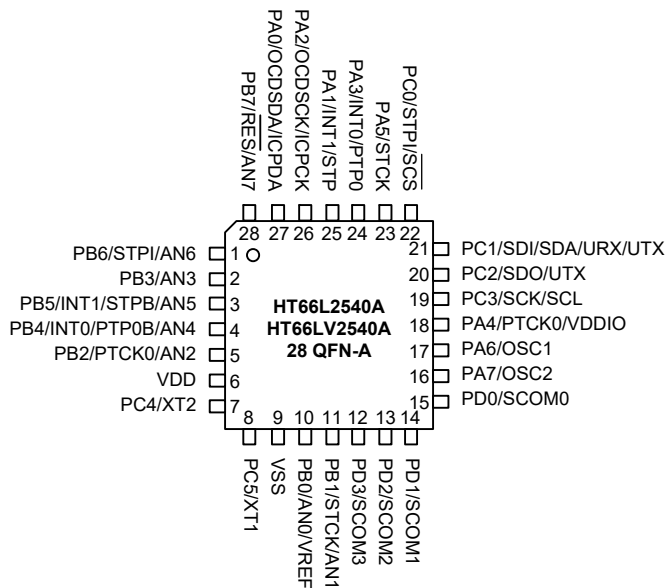 PB7/RES/AN7
PA0/OCDSDA/ICPDA
PA2/OCDSCK/ICPCK
PA1/INT1/STP
PA3/INT0/PTP0
PA5/STCK
PC0/STPI/SCS
28 27 26 25 24 23 22
PB6/STPI/AN6 1
PB3/AN3 2
PB5/INT1/STPB/AN5 3
PB4/INT0/PTP0B/AN4 4
PB2/PTCK0/AN2 5
VDD 6
PC4/XT2 7
HT66L2540A
HT66LV2540A
28 QFN-A
21 PC1/SDI/SDA/URX/UTX
20 PC2/SDO/UTX
19 PC3/SCK/SCL
18 PA4/PTCK0/VDDIO
17 PA6/OSC1
16 PA7/OSC2
15 PD0/SCOM0
8 9 10 11 12 13 14
PC5/XT1
VSS
PB0/AN0/VREF
PB1/STCK/AN1
PD3/SCOM3
PD2/SCOM2
PD1/SCOM1